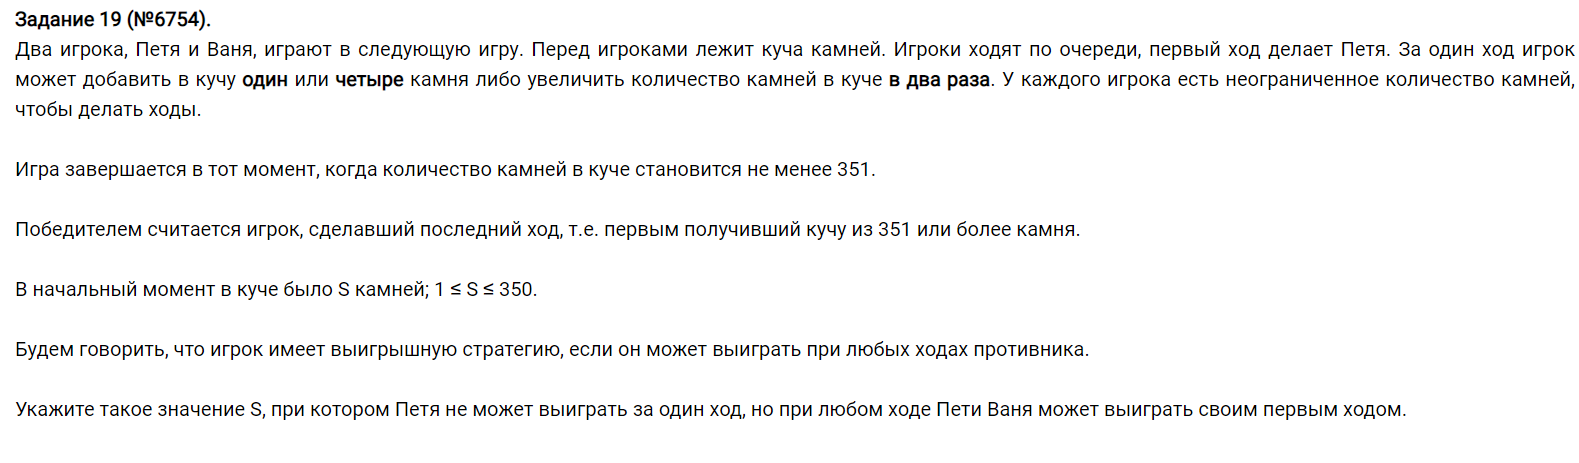 Задание 19 (№6754).
Два игрока, Петя и Ваня, играют в следующую игру. Перед игроками лежит куча камней. Игроки ходят по очереди, первый ход делает Петя. За один ход игрок
может добавить в кучу один или четыре камня либо увеличить количество камней в куче в два раза. У каждого игрока есть неограниченное количество камней,
чтобы делать ходы.
Игра завершается в тот момент, когда количество камней в куче становится не менее 351.
Победителем считается игрок, сделавший последний ход, т.е. первым получивший кучу из 351 или более камня.
В начальный момент в куче было S камней; 1 ≤ S ≤ 350.
Будем говорить, что игрок имеет выигрышную стратегию, если он может выиграть при любых ходах противника.
Укажите такое значение S, при котором Петя не может выиграть за один ход, но при любом ходе Пети Ваня может выиграть своим первым ходом.